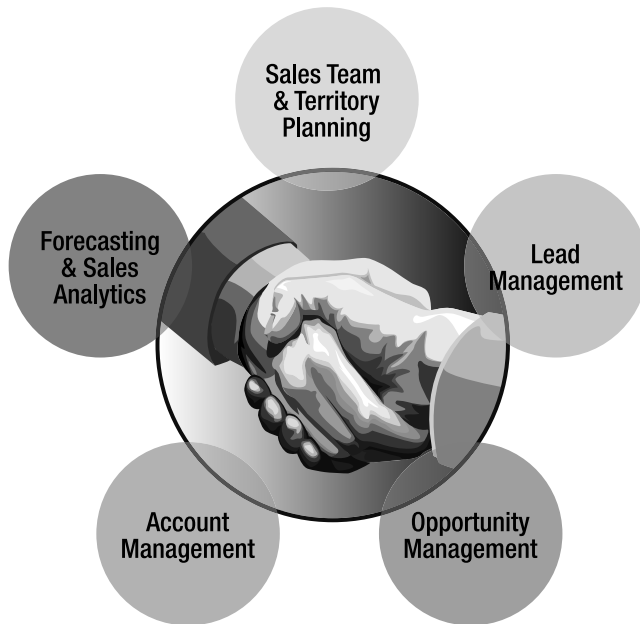 Sales Team
& Territory
Planning
Forecasting
& Sales
Analytics
Lead
Management
Account
Management
Opportunity
Management